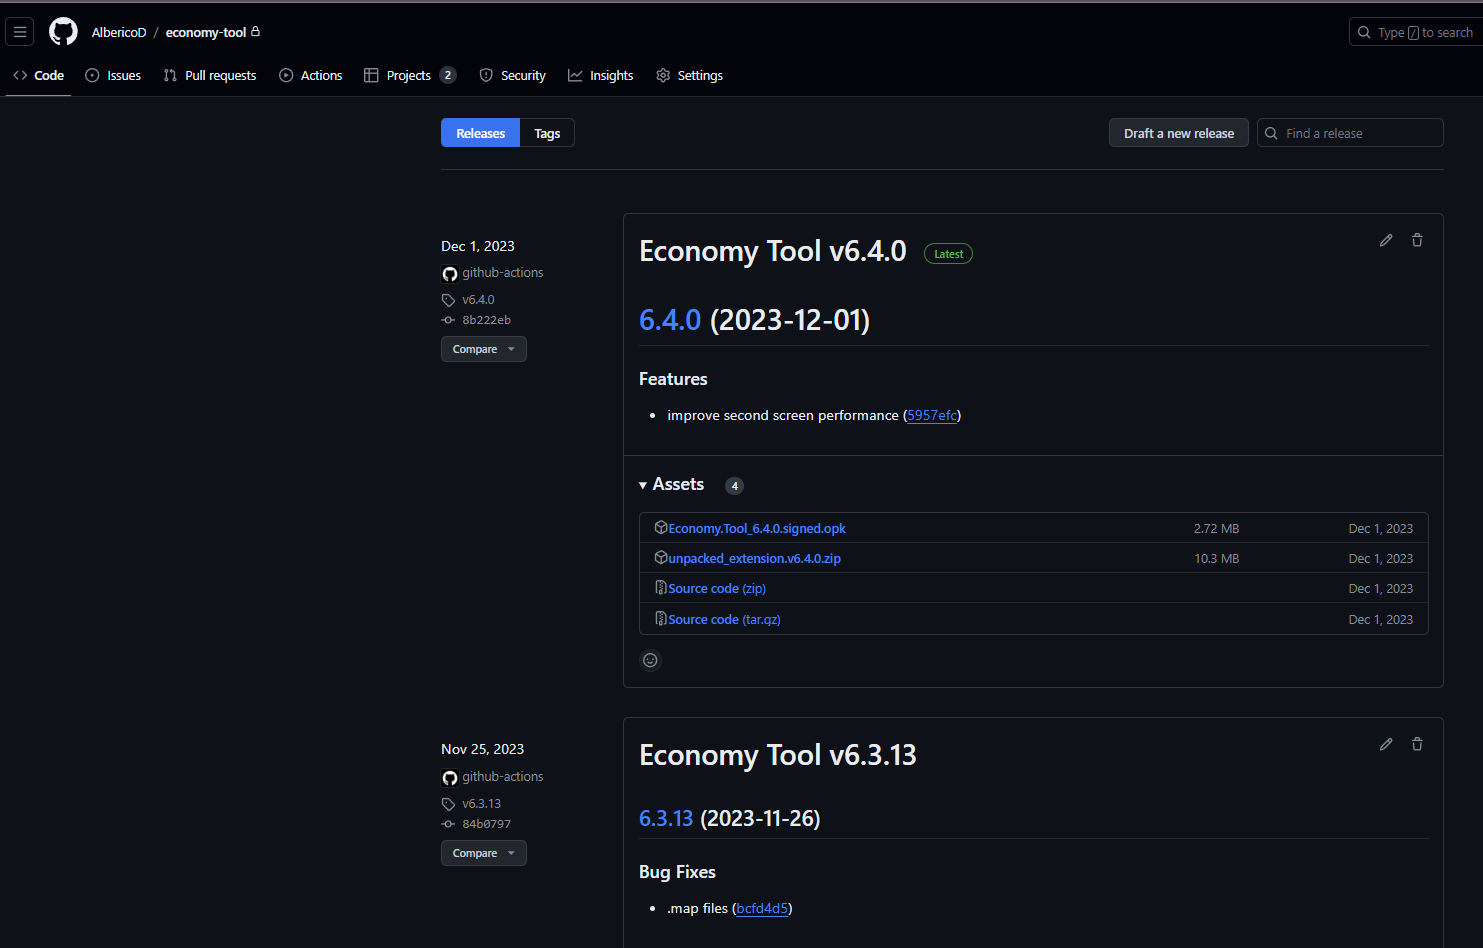 AlbericoD / economy-tool
Type / to search
Code Issues Pull requests Actions Projects 2 Security Insights Settings
Releases Tags Draft a new release Find a release
Dec 1, 2023
github-actions
v6.4.0
8b222eb
Compare
Economy Tool v6.4.0 Latest
6.4.0 (2023-12-01)
Features
• improve second screen performance (5957efc)
Assets 4
Economy.Tool_6.4.0.signed.opk 2.72 MB Dec 1, 2023
unpacked_extension.v6.4.0.zip 10.3 MB Dec 1, 2023
Source code (zip) Dec 1, 2023
Source code (tar.gz) Dec 1, 2023
Nov 25, 2023
github-actions
v6.3.13
84b0797
Compare
Economy Tool v6.3.13
6.3.13 (2023-11-26)
Bug Fixes
• .map files (bcfd4d5)